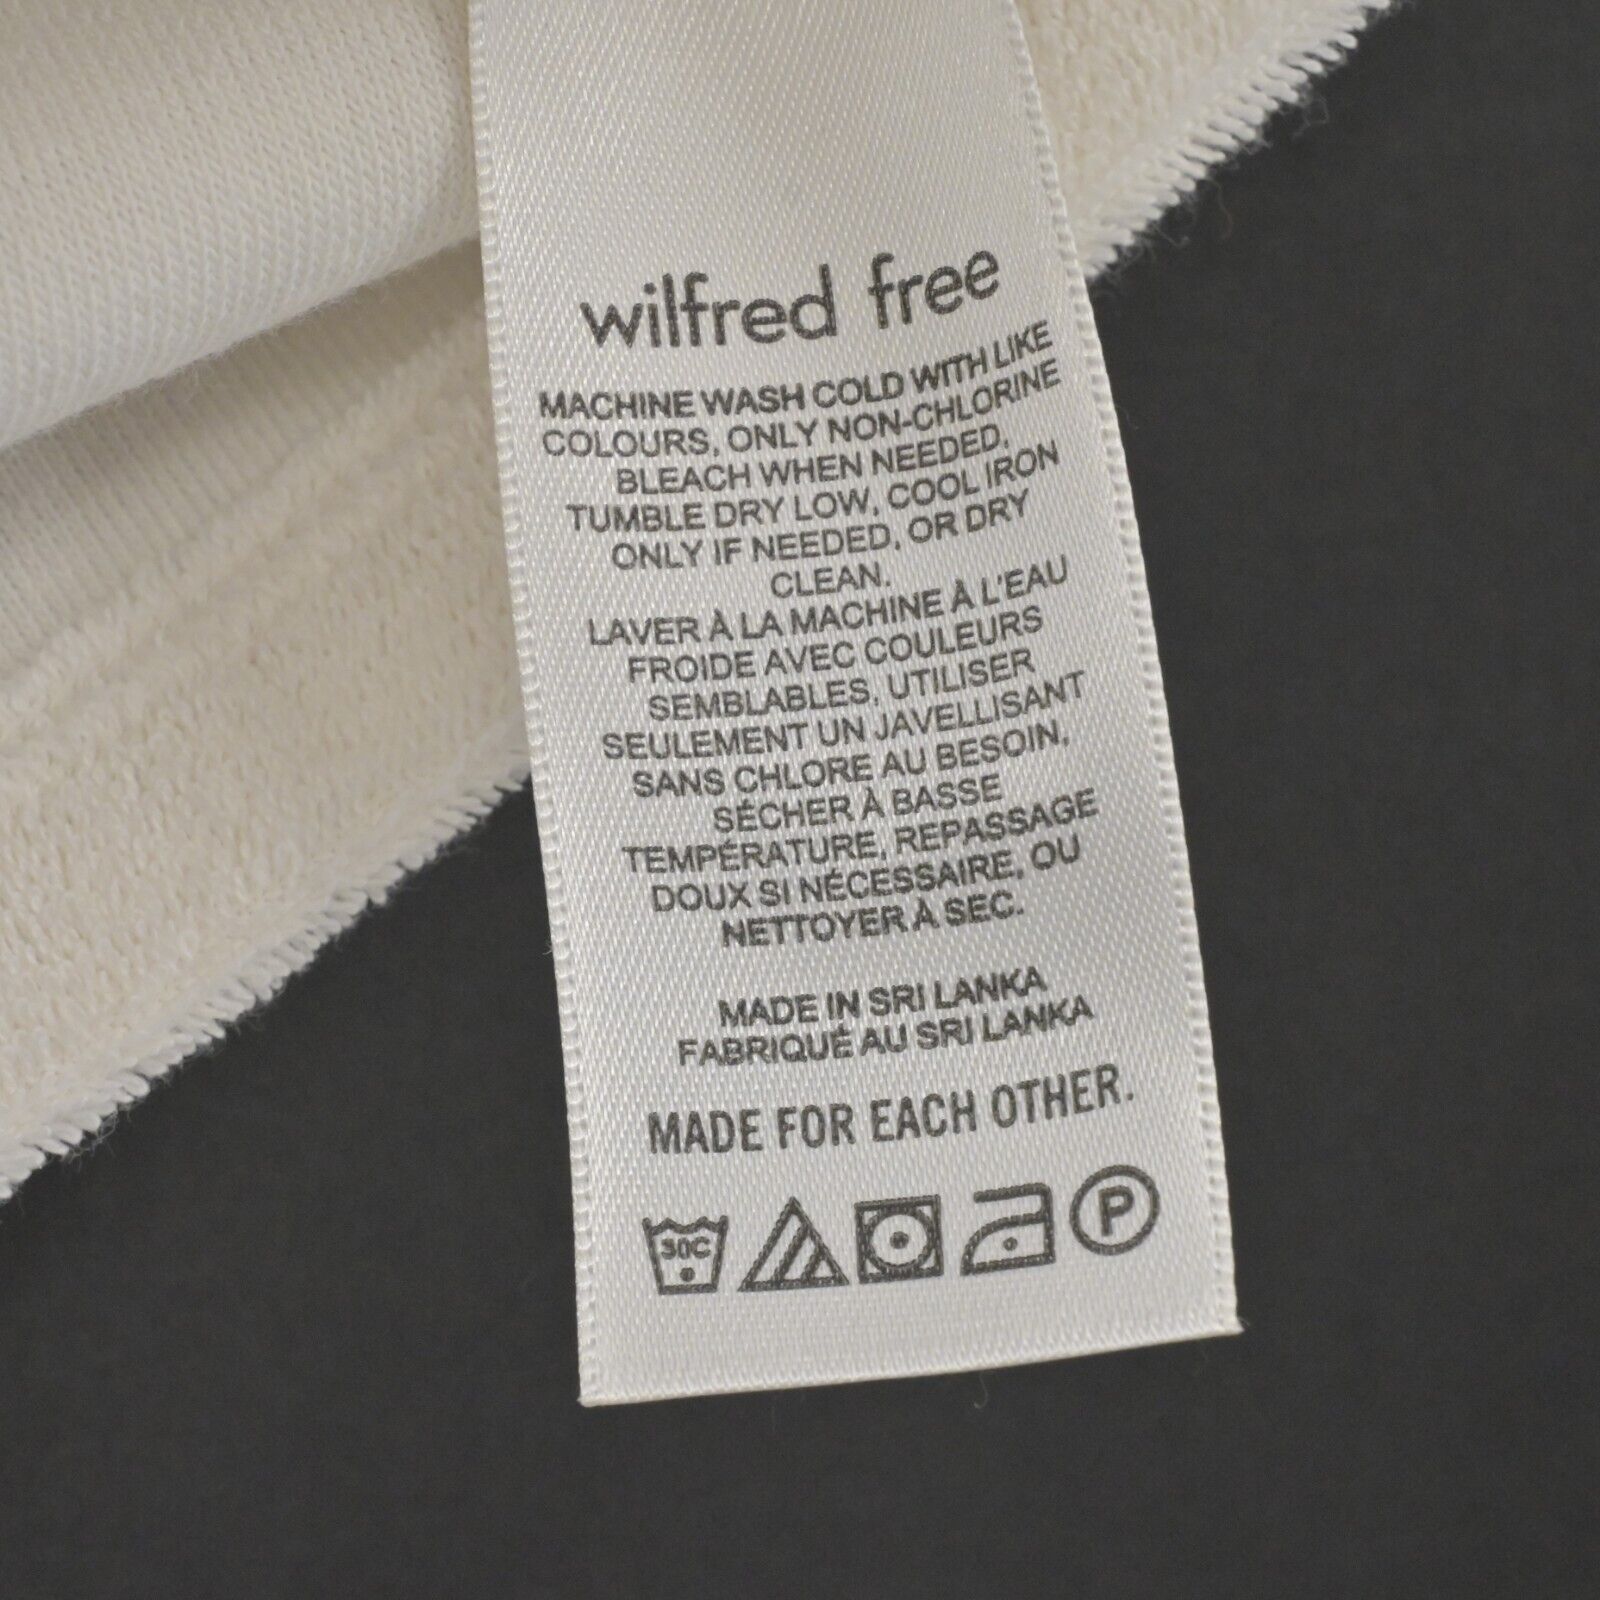 wilfred free
MACHINE WASH COLD WITH LIKE
COLOURS, ONLY NON-CHLORINE
BLEACH WHEN NEEDED,
TUMBLE DRY LOW, COOL IRON
ONLY IF NEEDED, OR DRY
CLEAN.
LAVER À LA MACHINE À L'EAU
FROIDE AVEC COULEURS
SEMBLABLES, UTILISER
SEULEMENT UN JAVELLISANT
SANS CHLORE AU BESOIN,
SÉCHER À BASSE
TEMPÉRATURE, REPASSAGE
DOUX SI NÉCESSAIRE, OU
NETTOYER À SEC.
MADE IN SRI LANKA
FABRIQUÉ AU SRI LANKA
MADE FOR EACH OTHER.
30C P